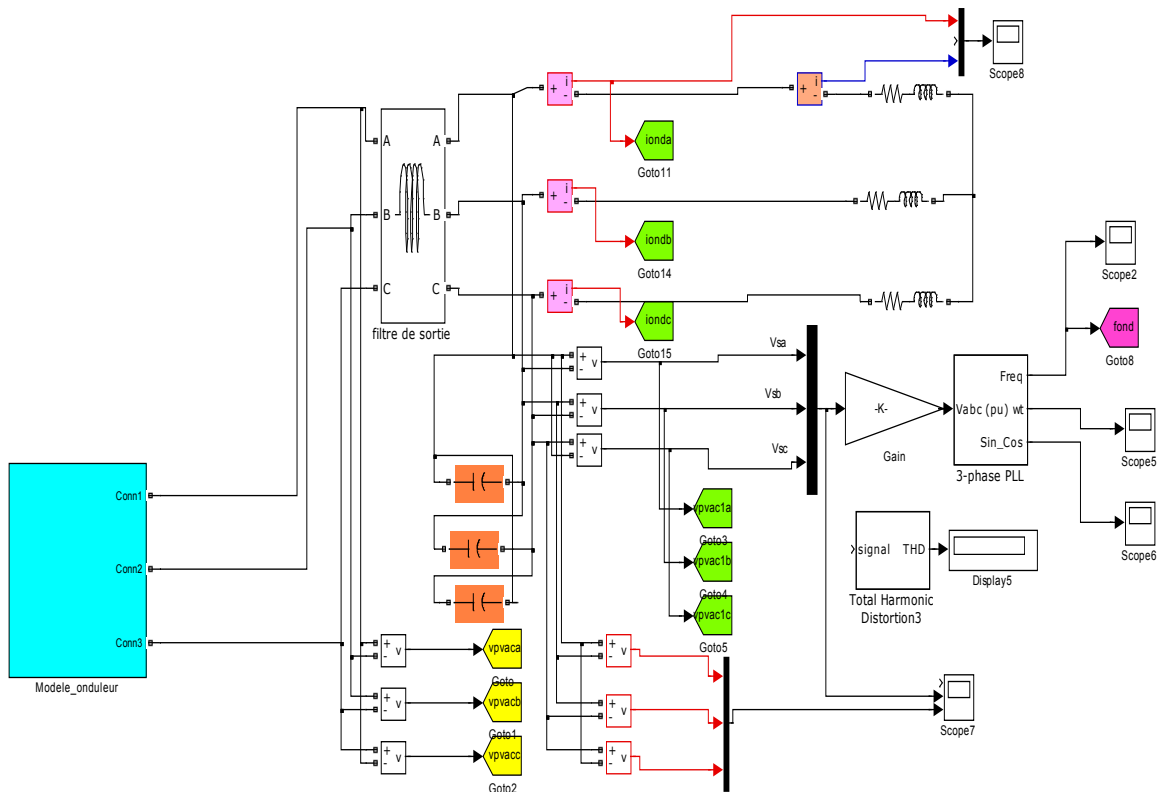 Scope8
+ i -
+ i -
ionda
Goto11
A A
B B
C C
filtre de sortie
+ i -
iondb
Goto14
+ i -
iondc
Goto15
Scope2
fond
Goto8
+ - v
Vsa
+ - v
Vsb
+ - v
Vsc
-K-
Gain
Freq
Vabc (pu) wt
Sin_Cos
3-phase PLL
Scope5
Scope6
Conn1
Conn2
Conn3
Modele_onduleur
vpvac1a
Goto3
vpvac1b
Goto4
vpvac1c
Goto5
signal THD
Total Harmonic
Distortion3
Display5
+ - v
vpvaca
Goto
+ - v
vpvacb
Goto1
+ - v
vpvacc
Goto2
+ - v
+ - v
+ - v
Scope7